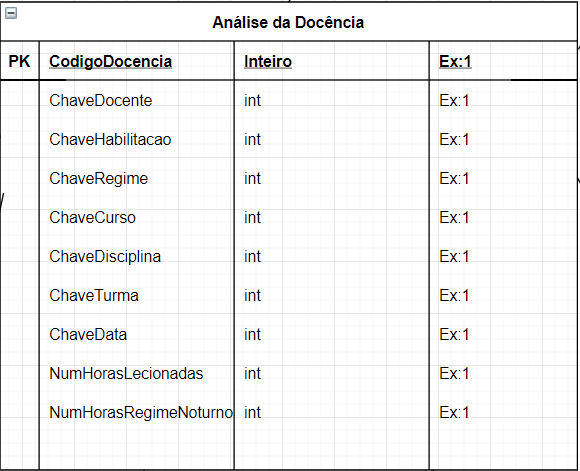 Análise da Docência
PK CodigoDocencia Inteiro Ex:1
ChaveDocente int Ex:1
ChaveHabilitacao int Ex:1
ChaveRegime int Ex:1
ChaveCurso int Ex:1
ChaveDisciplina int Ex:1
ChaveTurma int Ex:1
ChaveData int Ex:1
NumHorasLecionadas int Ex:1
NumHorasRegimeNoturno int Ex:1